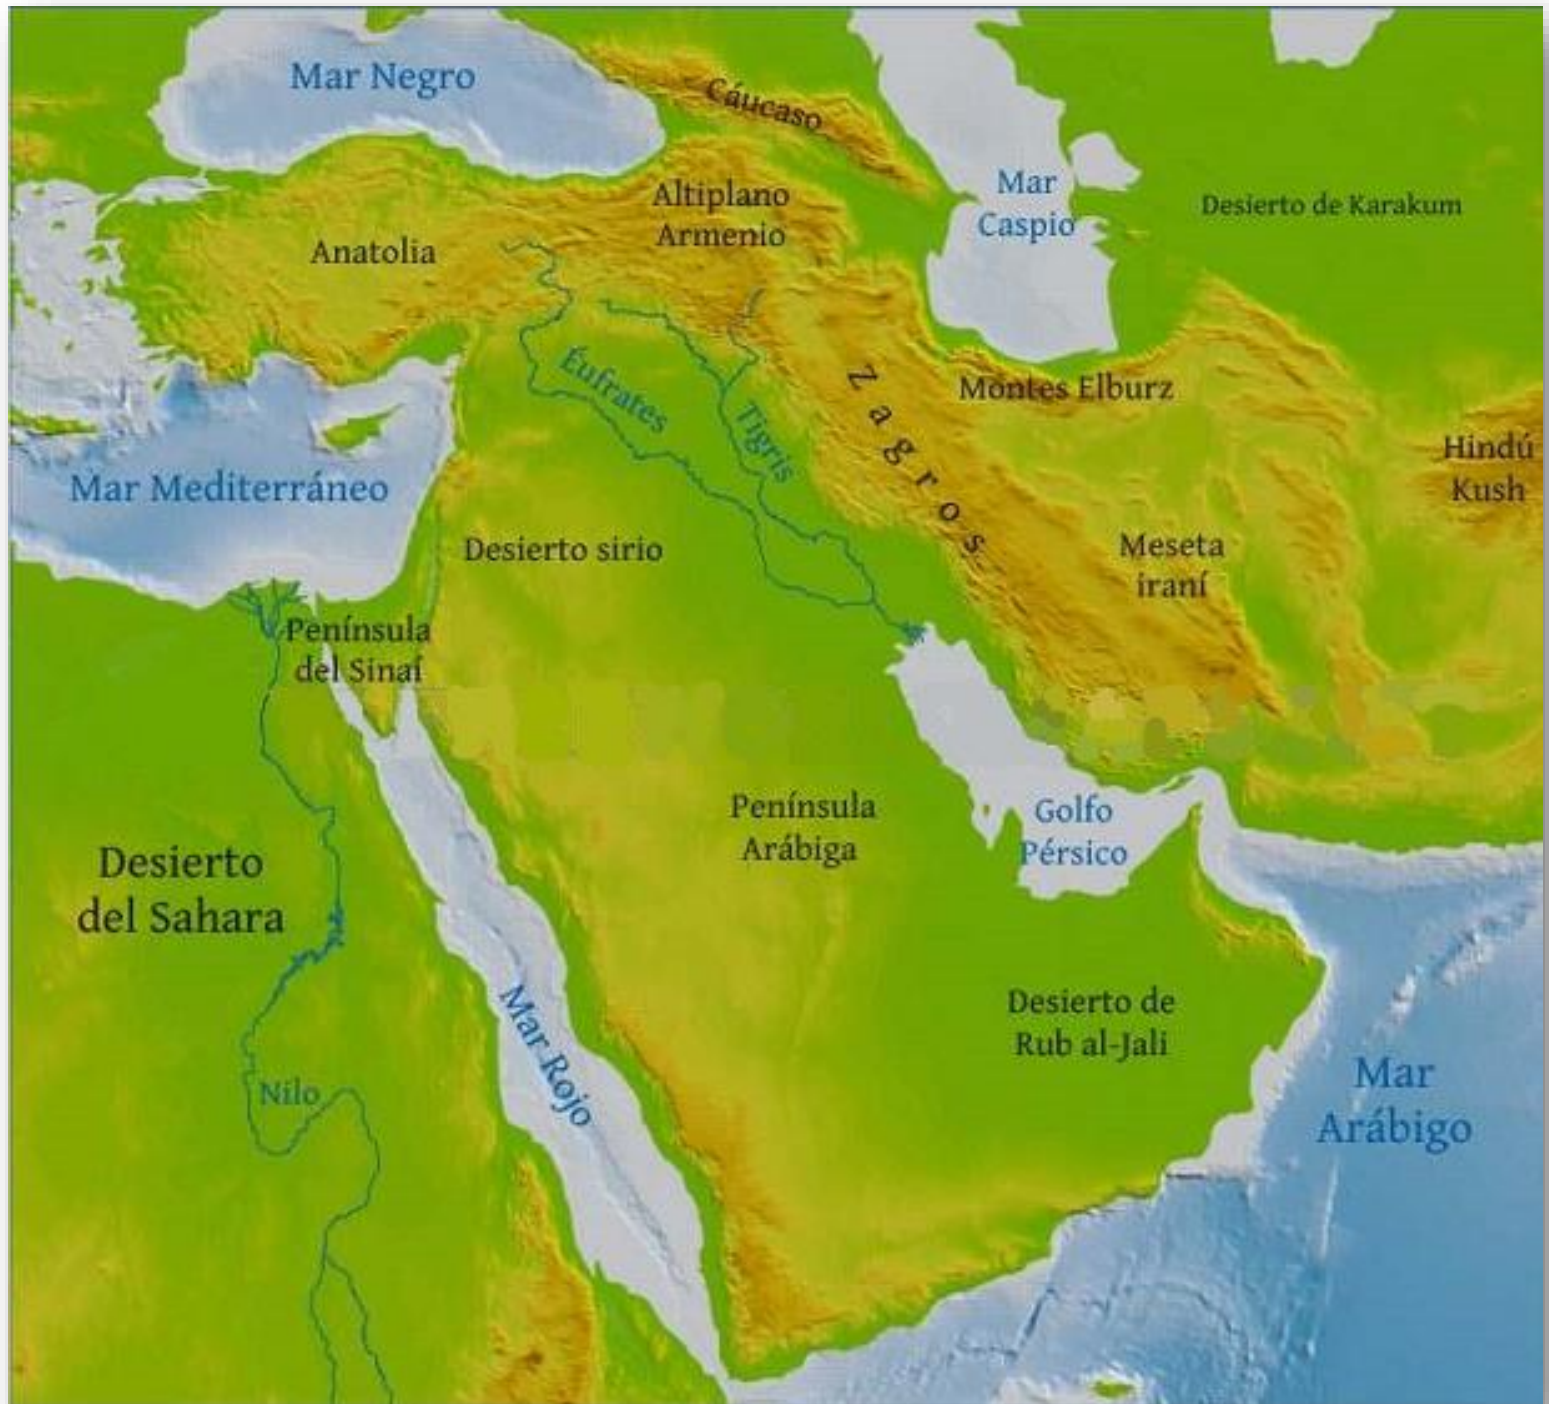 Mar Negro
Cáucaso
Mar
Caspio
Altiplano
Armenio
Desierto de Karakum
Anatolia
Éufrates
Tigris
Zagros
Montes Elburz
Hindú
Kush
Mar Mediterráneo
Desierto sirio
Meseta
iraní
Península
del Sinaí
Península
Arábiga
Golfo
Pérsico
Desierto
del Sahara
Mar Rojo
Desierto de
Rub al-Jali
Nilo
Mar
Arábigo